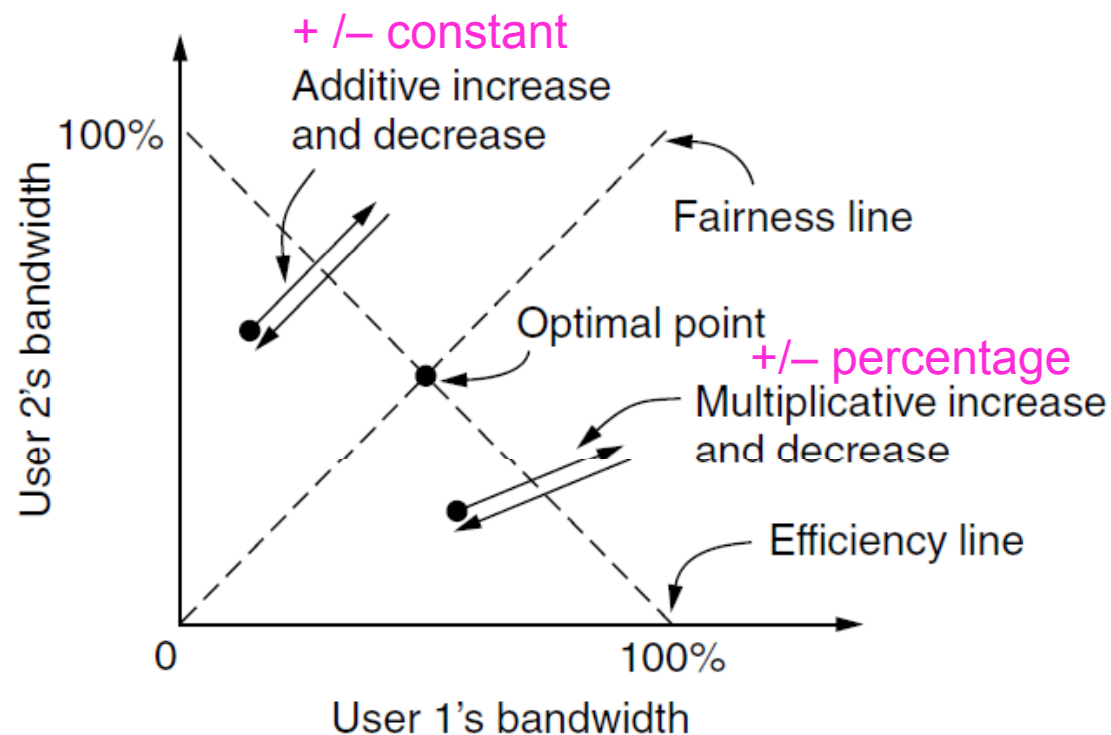 + /– constant
Additive increase
and decrease
100%
User 2's bandwidth
Fairness line
Optimal point
+/– percentage
Multiplicative increase
and decrease
Efficiency line
0
100%
User 1's bandwidth